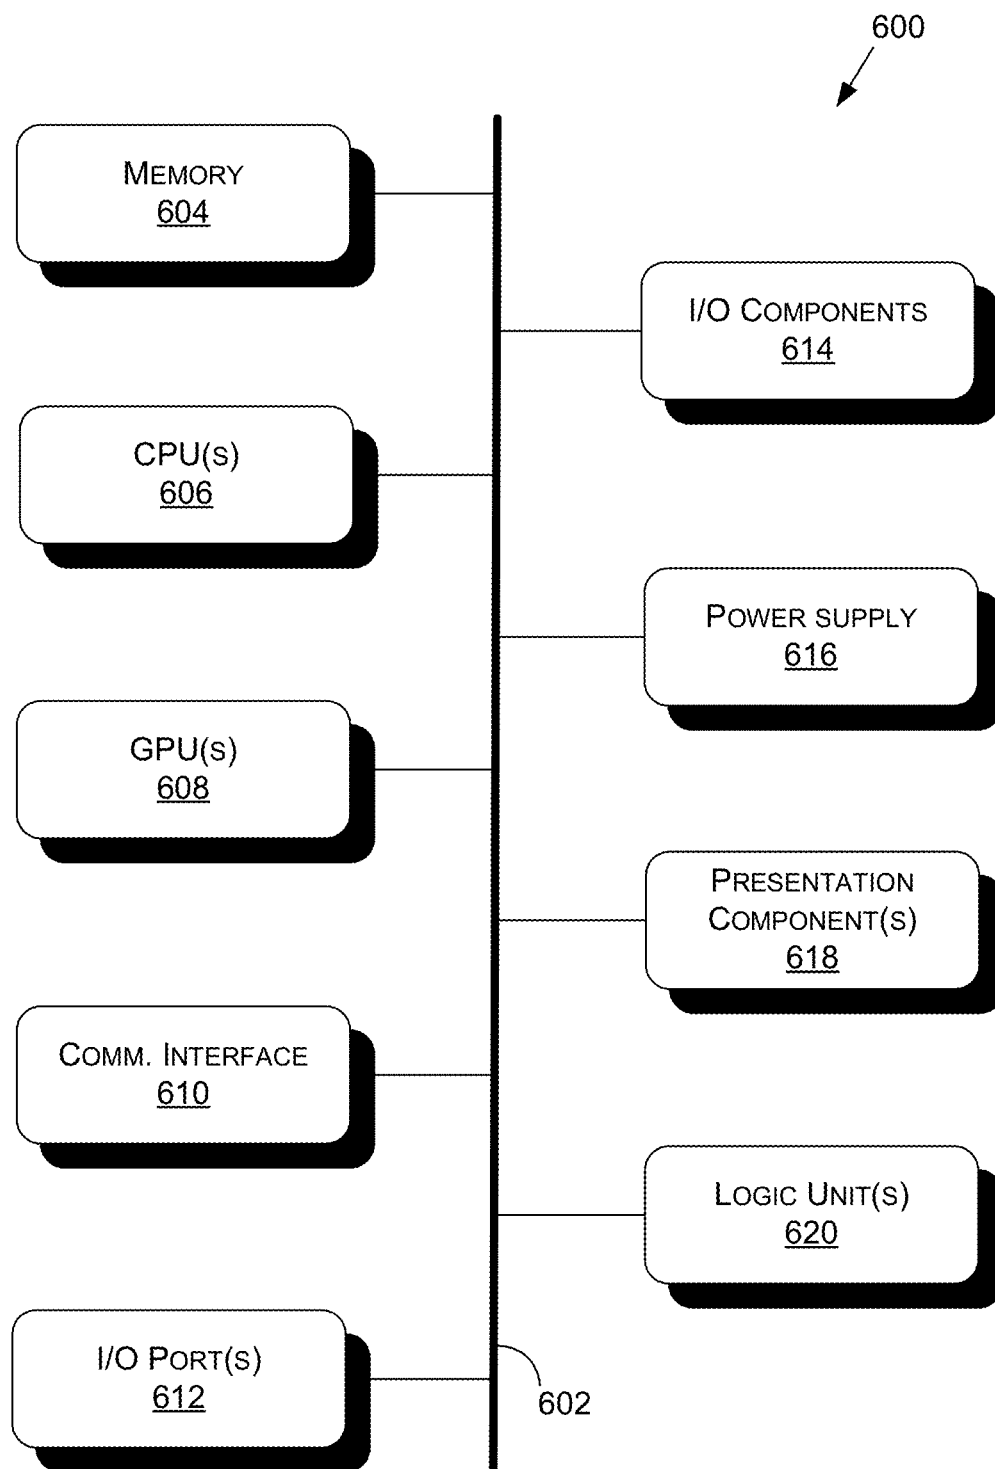 600
MEMORY
604
I/O COMPONENTS
614
CPU(S)
606
POWER SUPPLY
616
GPU(S)
608
PRESENTATION
COMPONENT(S)
618
COMM. INTERFACE
610
LOGIC UNIT(S)
620
I/O PORT(S)
612
602